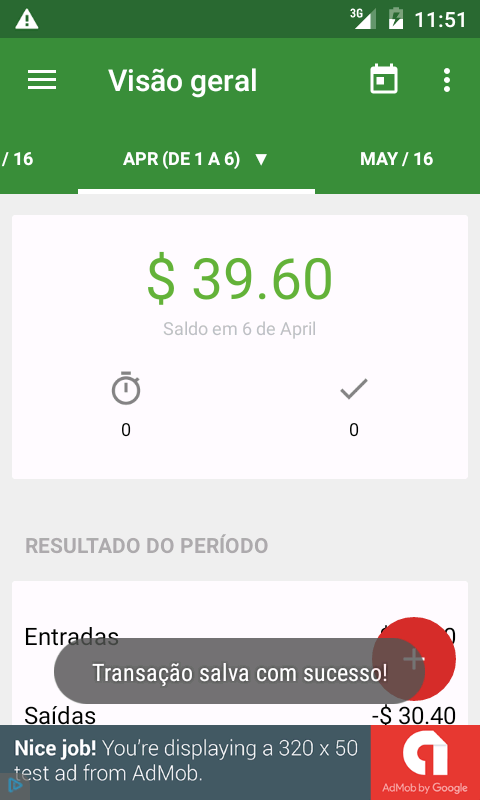 3G 11:51
Visão geral
/ 16 APR (DE 1 A 6) ▼ MAY / 16
$ 39.60
Saldo em 6 de April
0 0
RESULTADO DO PERÍODO
Entradas
Transação salva com sucesso!
Saídas -$ 30.40
Nice job! You're displaying a 320 x 50
test ad from AdMob.
AdMob by Google